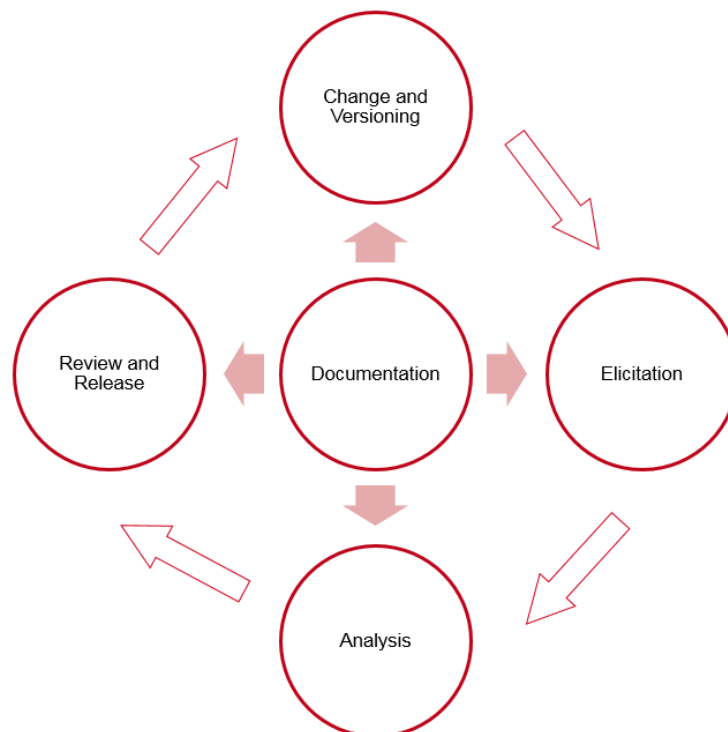 Change and
Versioning
Review and
Release
Documentation
Elicitation
Analysis